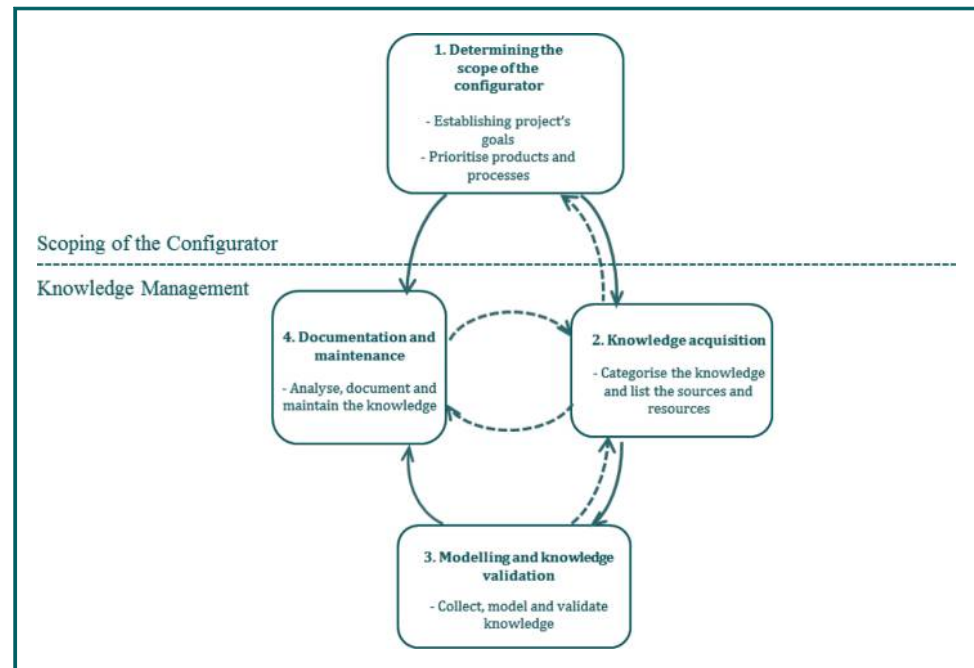 1. Determining the
scope of the
configurator
- Establishing project's
goals
- Prioritise products and
processes
Scoping of the Configurator
Knowledge Management
4. Documentation and
maintenance
- Analyse, document and
maintain the knowledge
2. Knowledge acquisition
- Categorise the knowledge
and list the sources and
resources
3. Modelling and knowledge
validation
- Collect, model and validate
knowledge